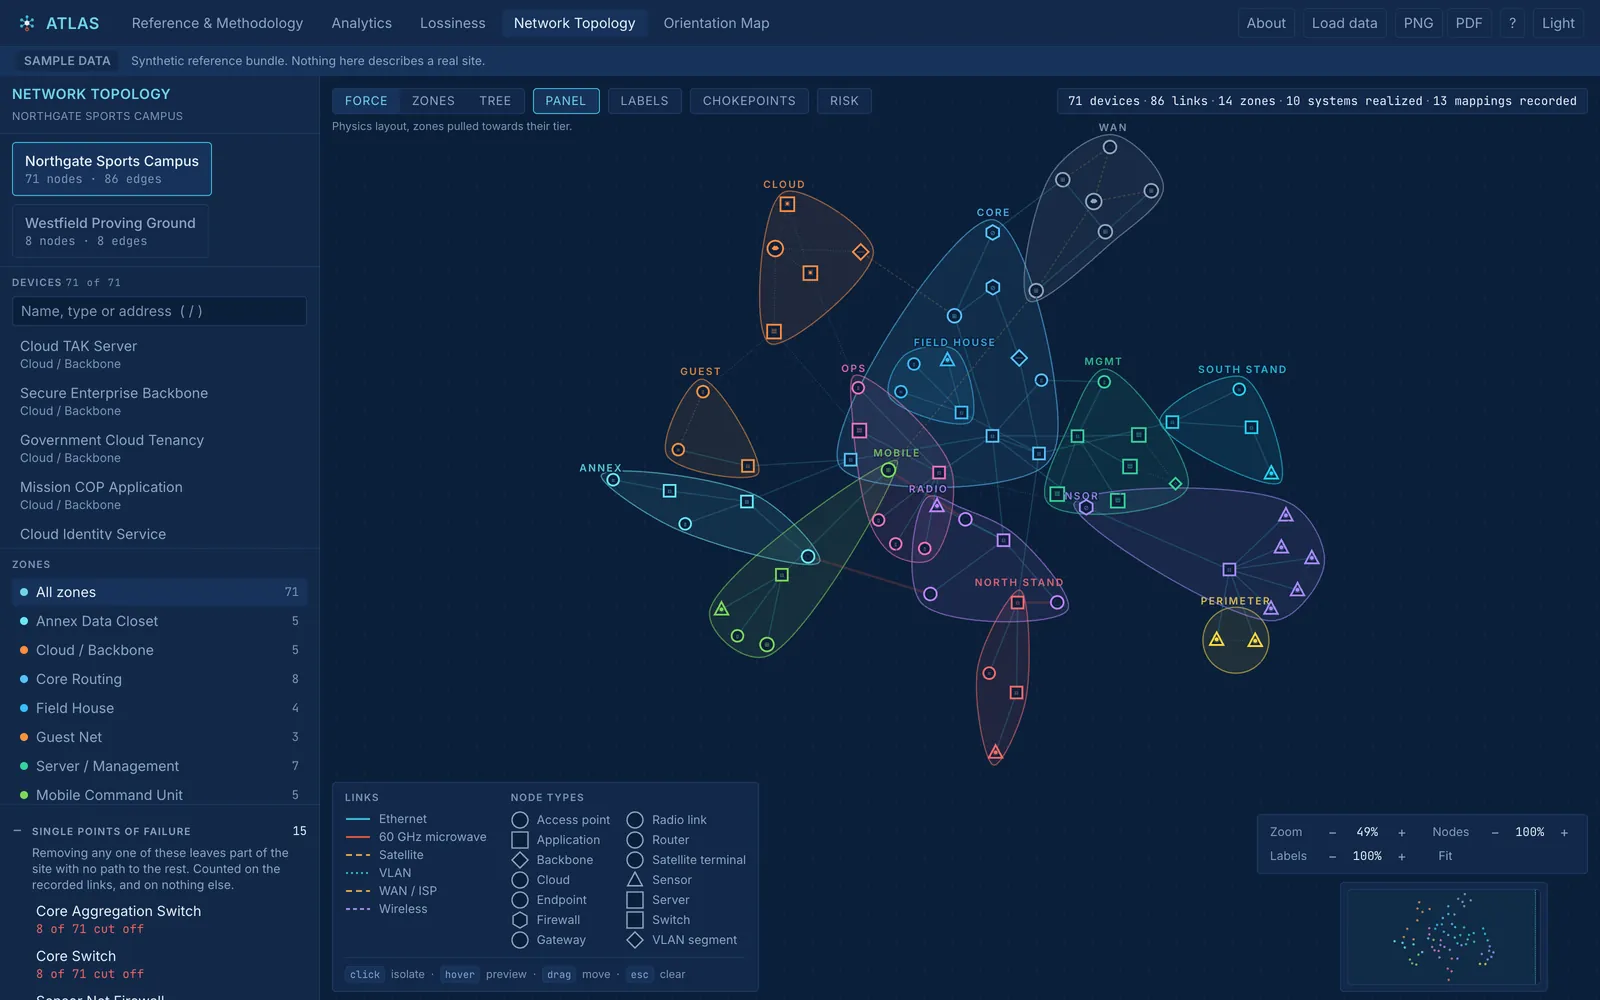 ATLAS
Reference & Methodology
Analytics
Lossiness
Network Topology
Orientation Map
About
Load data
PNG
PDF
?
Light
SAMPLE DATA
Synthetic reference bundle. Nothing here describes a real site.
NETWORK TOPOLOGY
NORTHGATE SPORTS CAMPUS
Northgate Sports Campus
71 nodes · 86 edges
Westfield Proving Ground
8 nodes · 8 edges
DEVICES 71 of 71
Name, type or address ( / )
Cloud TAK Server
Cloud / Backbone
Secure Enterprise Backbone
Cloud / Backbone
Government Cloud Tenancy
Cloud / Backbone
Mission COP Application
Cloud / Backbone
Cloud Identity Service
ZONES
All zones 71
Annex Data Closet 5
Cloud / Backbone 5
Core Routing 8
Field House 4
Guest Net 3
Server / Management 7
Mobile Command Unit 5
SINGLE POINTS OF FAILURE 15
Removing any one of these leaves part of the
site with no path to the rest. Counted on the
recorded links, and on nothing else.
Core Aggregation Switch
8 of 71 cut off
Core Switch
8 of 71 cut off
Sensor Net Firewall
FORCE
ZONES
TREE
PANEL
LABELS
CHOKEPOINTS
RISK
71 devices · 86 links · 14 zones · 10 systems realized · 13 mappings recorded
Physics layout, zones pulled towards their tier.
WAN
CLOUD
CORE
FIELD HOUSE
OPS
GUEST
MGMT
SOUTH STAND
MOBILE
ANNEX
RADIO
NSOR
NORTH STAND
PERIMETER
LINKS
Ethernet
60 GHz microwave
Satellite
VLAN
WAN / ISP
Wireless
NODE TYPES
Access point
Application
Backbone
Cloud
Endpoint
Firewall
Gateway
Radio link
Router
Satellite terminal
Sensor
Server
Switch
VLAN segment
click isolate · hover preview · drag move · esc clear
Zoom − 49% + Nodes − 100% +
Labels − 100% + Fit